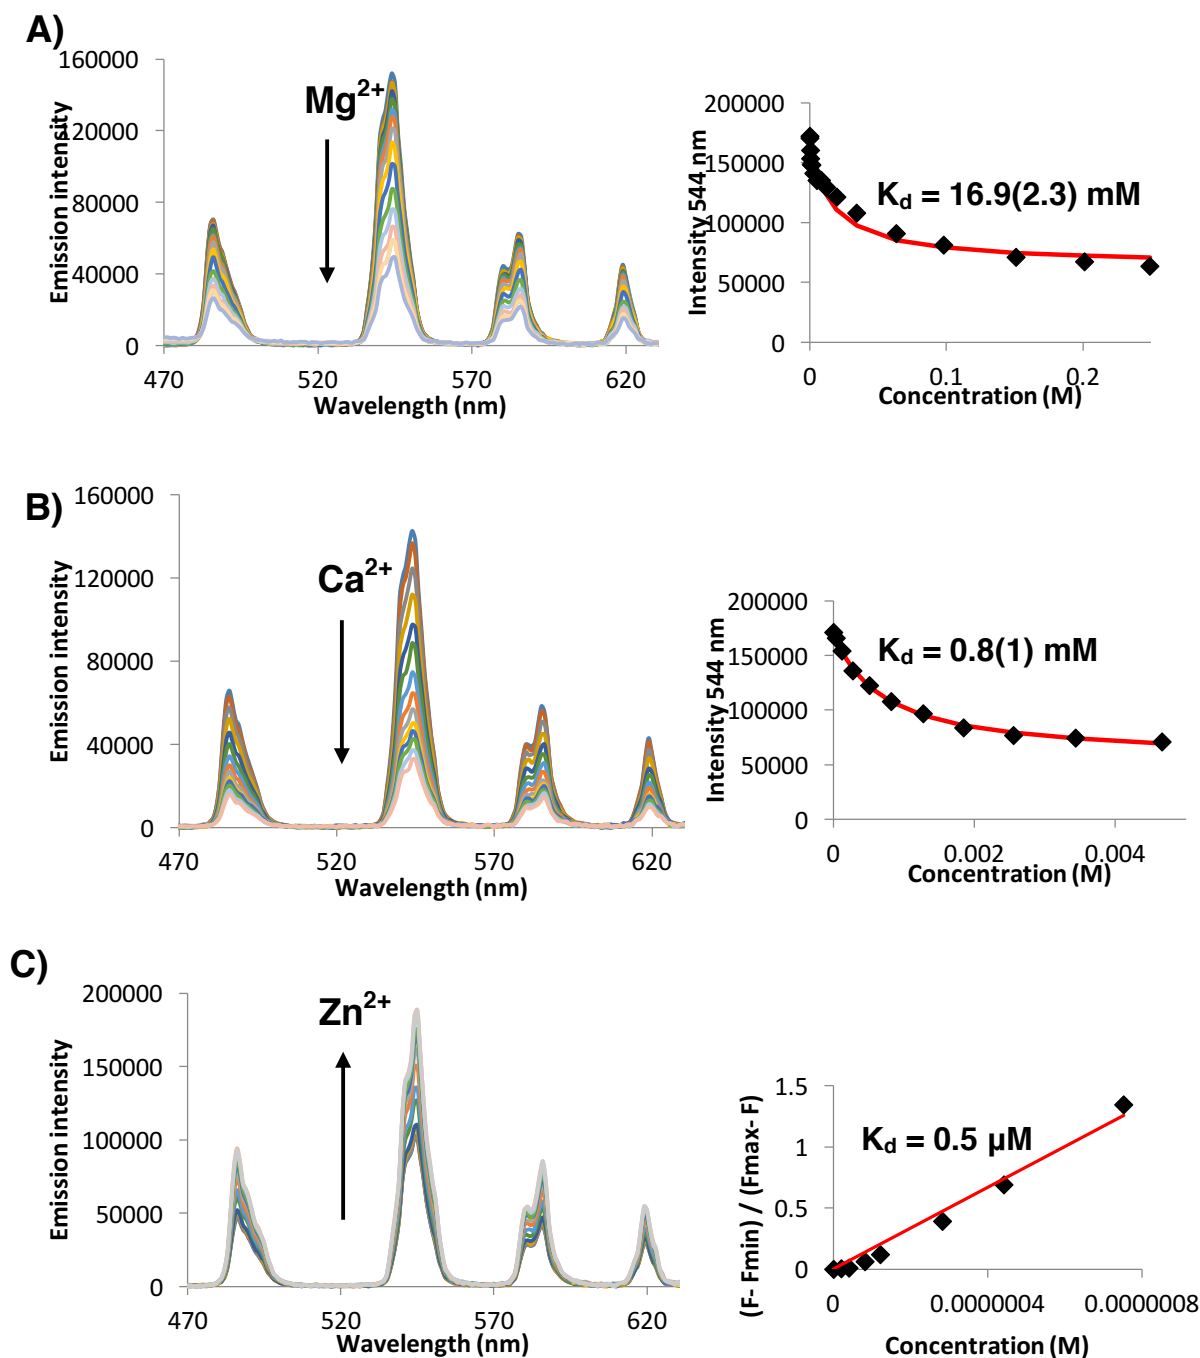 A)
160000
120000
80000
40000
0
Emission intensity
Mg2+
470
520
570
620
Wavelength (nm)
200000
150000
100000
50000
0
Intensity 544 nm
Kd = 16.9(2.3) mM
0
0.1
0.2
Concentration (M)
B)
160000
120000
80000
40000
0
Emission intensity
Ca2+
470
520
570
620
Wavelength (nm)
200000
150000
100000
50000
0
Intensity 544 nm
Kd = 0.8(1) mM
0
0.002
0.004
Concentration (M)
C)
200000
150000
100000
50000
0
Emission intensity
Zn2+
470
520
570
620
Wavelength (nm)
1.5
1
0.5
0
(F- Fmin) / (Fmax- F)
Kd = 0.5 µM
0
0.0000004
0.0000008
Concentration (M)